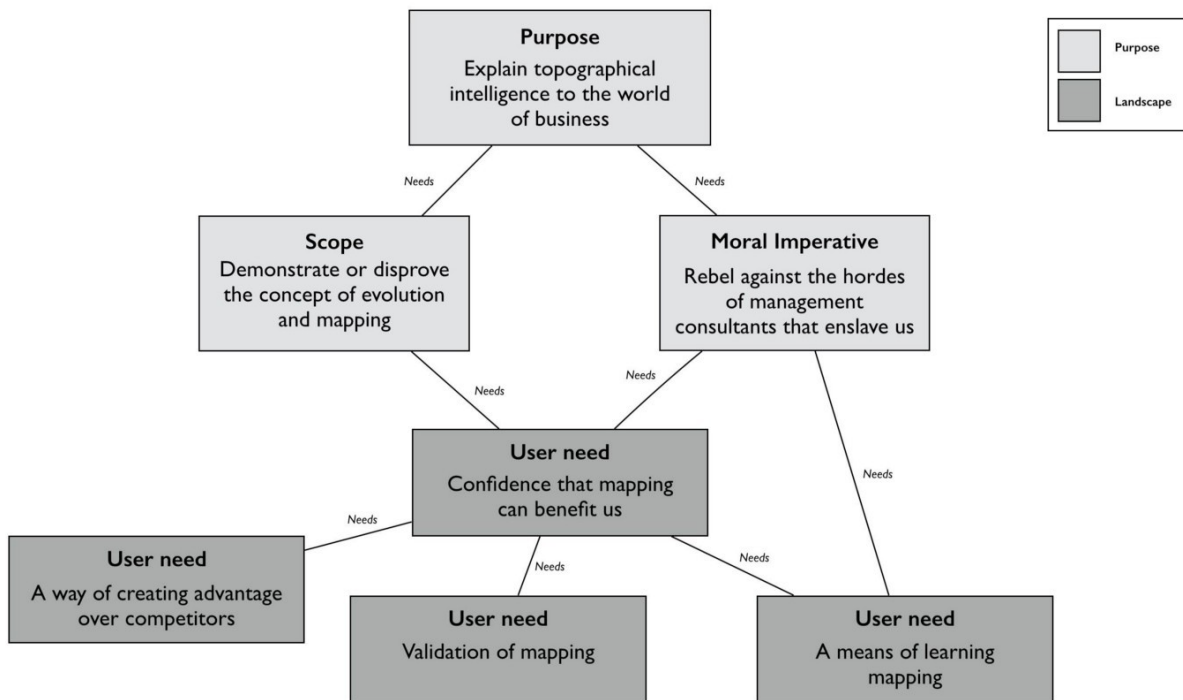 Purpose
Explain topographical
intelligence to the world
of business
Purpose
Landscape
Needs
Needs
Scope
Demonstrate or disprove
the concept of evolution
and mapping
Moral Imperative
Rebel against the hordes
of management
consultants that enslave us
Needs
Needs
User need
Confidence that mapping
can benefit us
Needs
Needs
Needs
Needs
User need
A way of creating advantage
over competitors
User need
Validation of mapping
User need
A means of learning
mapping